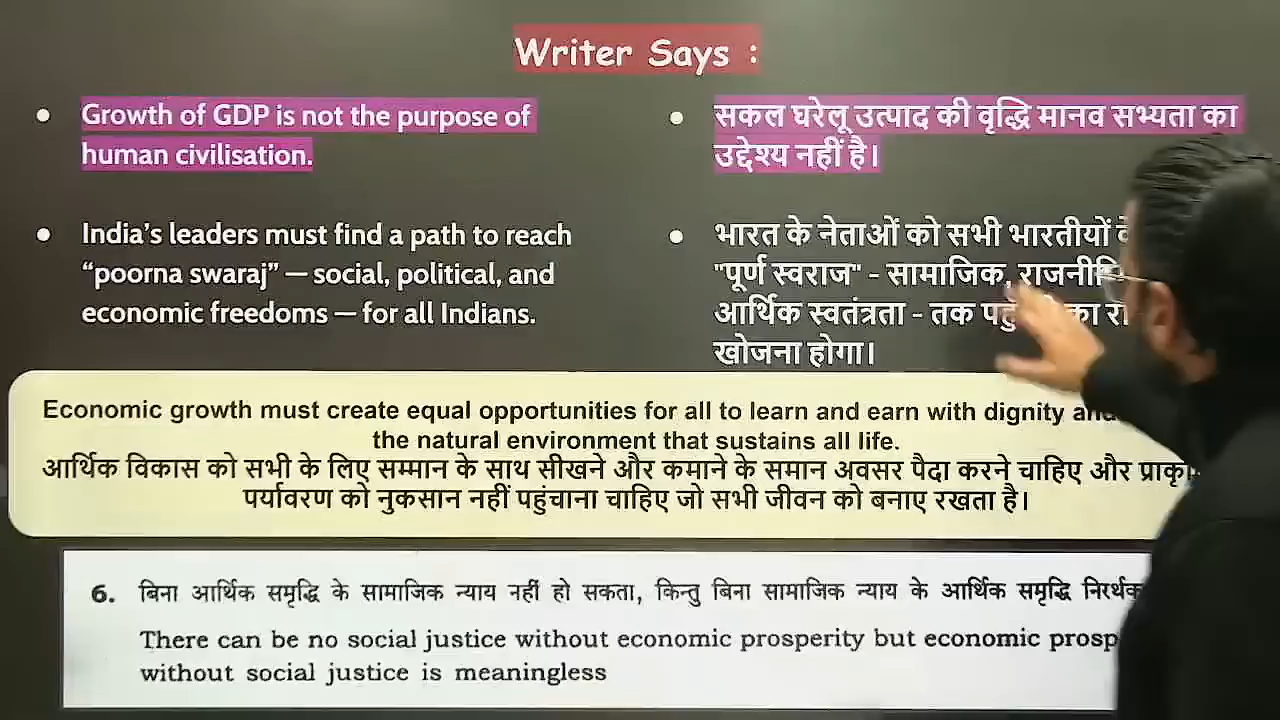 Writer Says :
• Growth of GDP is not the purpose of
human civilisation.
• India’s leaders must find a path to reach
“poorna swaraj” — social, political, and
economic freedoms — for all Indians.
• सकल घरेलू उत्पाद की वृद्धि मानव सभ्यता का
उद्देश्य नहीं है।
• भारत के नेताओं को सभी भारतीयों
"पूर्ण स्वराज" - सामाजिक,
आर्थिक स्वतंत्रता - तक
खोजना होगा।
Economic growth must create equal opportunities for all to learn and earn with dignity
the natural environment that sustains all life.
आर्थिक विकास को सभी के लिए सम्मान के साथ सीखने और कमाने के समान अवसर पैदा करने चाहिए और
पर्यावरण को नुकसान नहीं पहुंचाना चाहिए जो सभी जीवन को बनाए रखता है।
6. बिना आर्थिक समृद्धि के सामाजिक न्याय नहीं हो सकता, किन्तु बिना सामाजिक न्याय के आर्थिक समृद्धि
There can be no social justice without economic prosperity but economic
without social justice is meaningless